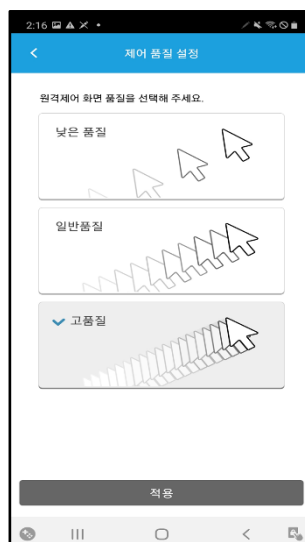 2:16
제어 품질 설정
원격제어 화면 품질을 선택해 주세요.
낮은 품질
일반품질
고품질
적용